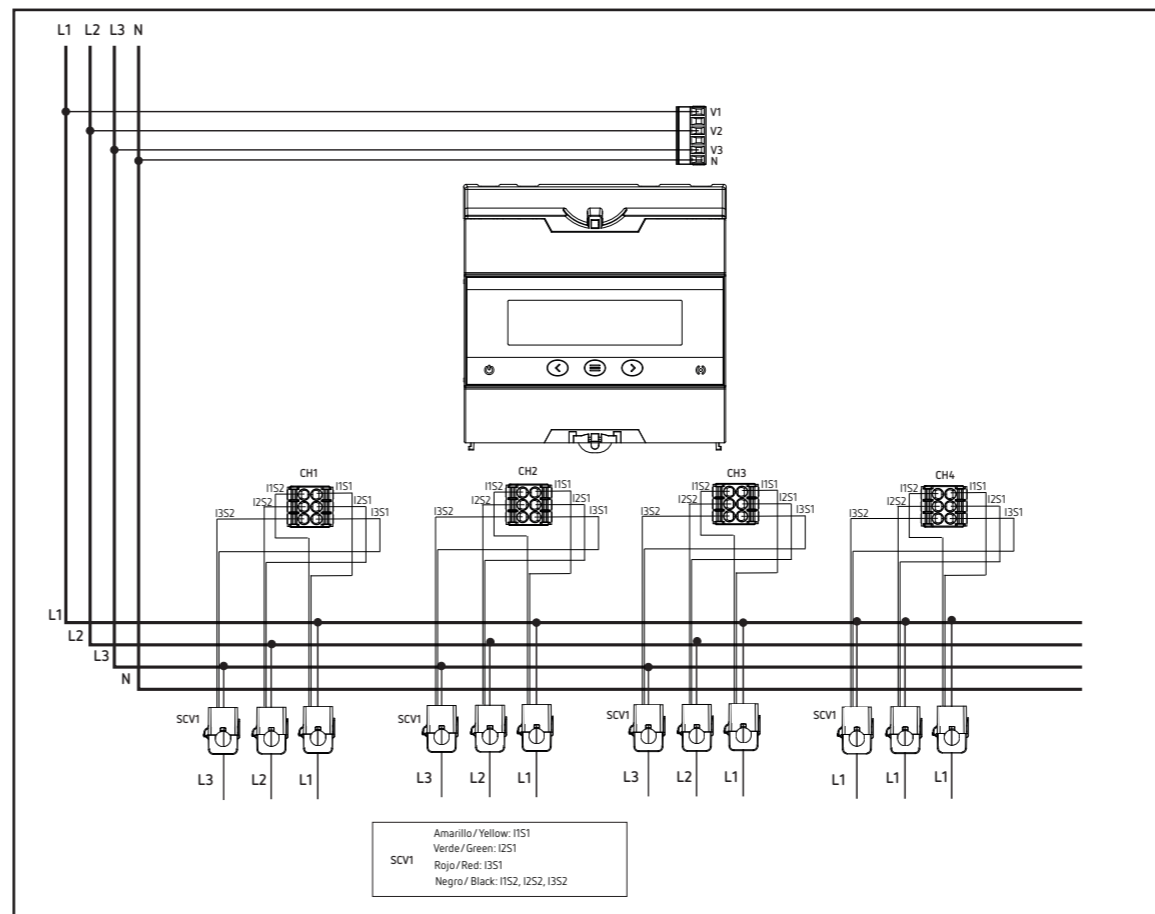 L1 L2 L3 N
V1
V2
V3
N
CH1
I1S2 I1S1
I2S2 I2S1
I3S2 I3S1
CH2
I1S2 I1S1
I2S2 I2S1
I3S2 I3S1
CH3
I1S2 I1S1
I2S2 I2S1
I3S2 I3S1
CH4
I1S2 I1S1
I2S2 I2S1
I3S2 I3S1
L1
L2
L3
N
SCV1 SCV1 SCV1 SCV1
L3 L2 L1 L3 L2 L1 L3 L2 L1 L1 L1 L1
SCV1
Amarillo/Yellow: I1S1
Verde/Green: I2S1
Rojo/Red: I3S1
Negro/ Black: I1S2, I2S2, I3S2